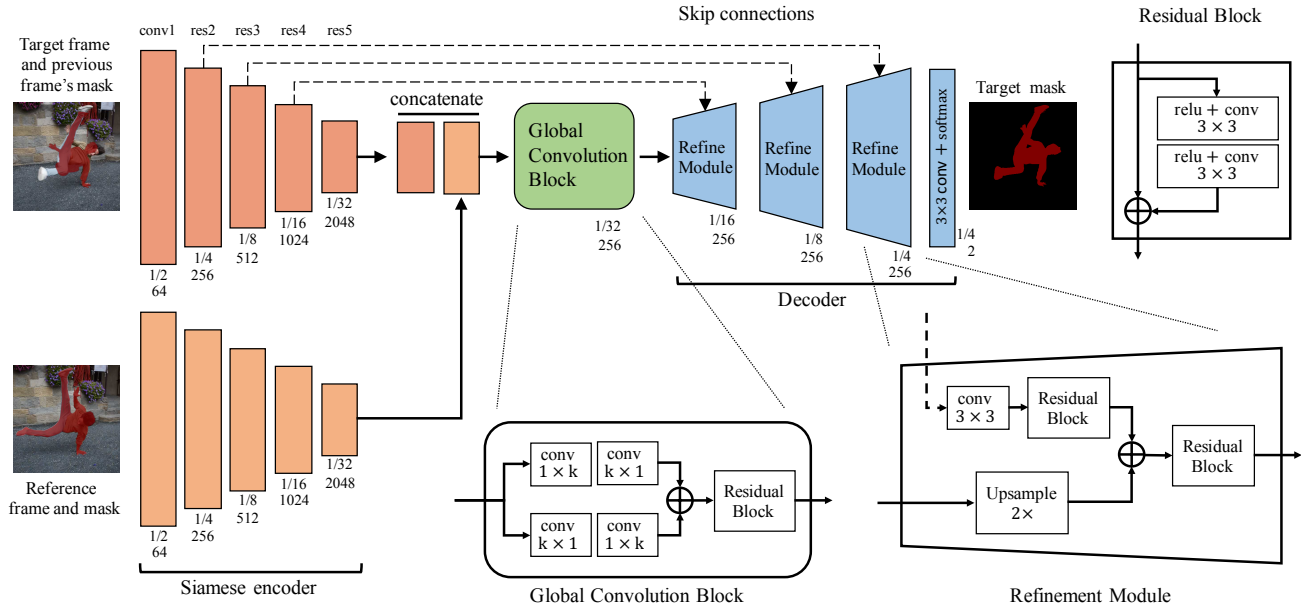 Skip connections
Residual Block
conv1
res2
res3
res4
res5
Target frame
and previous
frame's mask
concatenate
Global
Convolution
Block
Refine
Module
Refine
Module
Refine
Module
3×3 conv + softmax
Target mask
relu + conv
3 × 3
relu + conv
3 × 3
1/2
64
1/4
256
1/8
512
1/16
1024
1/32
2048
1/32
256
1/16
256
1/8
256
1/4
256
1/4
2
Decoder
Reference
frame and mask
1/2
64
1/4
256
1/8
512
1/16
1024
1/32
2048
Siamese encoder
conv
1 × k
conv
k × 1
conv
k × 1
conv
1 × k
Residual
Block
Global Convolution Block
conv
3 × 3
Residual
Block
Upsample
2×
Residual
Block
Refinement Module